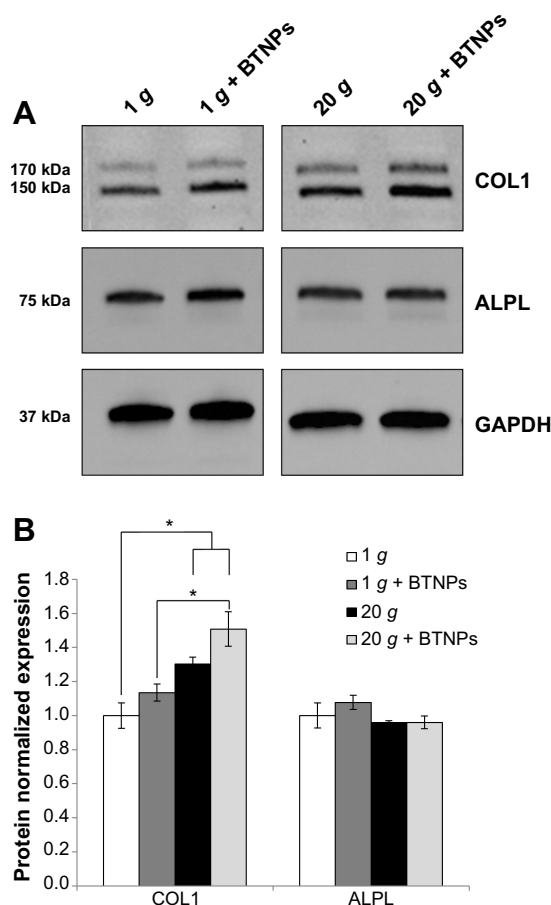 1 g
1 g + BTNPs
20 g
20 g + BTNPs
A
170 kDa
150 kDa
COL1
75 kDa
ALPL
37 kDa
GAPDH
B
*
*
1 g
1 g + BTNPs
20 g
20 g + BTNPs
Protein normalized expression
1.8
1.6
1.4
1.2
1.0
0.8
0.6
0.4
0.2
0.0
COL1
ALPL